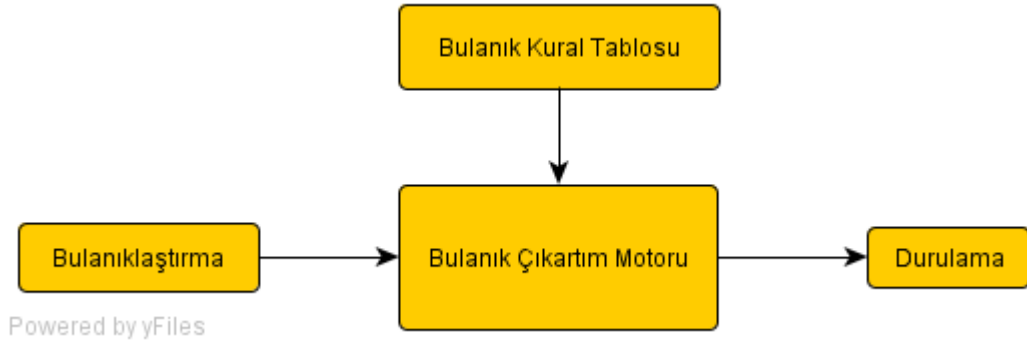 Bulanık Kural Tablosu
Bulanıklaştırma
Bulanık Çıkartım Motoru
Durulama
Powered by yFiles